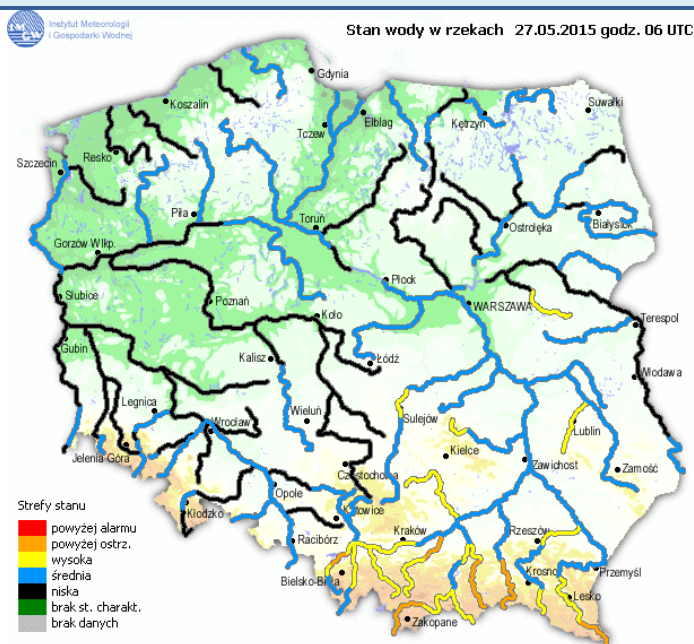 Instytut Meteorologii
i Gospodarki Wodnej
Stan wody w rzekach 27.05.2015 godz. 06 UTC
Gdynia
Koszalin
Suwałki
Elbląg
Tczew
Kętrzyn
Resko
Szczecin
Piła
Toruń
Ostrołęka
Białystok
Gorzów Wlkp.
Płock
Słubice
Poznań
WARSZAWA
Koło
Terespol
Gubin
Kalisz
Łódź
Włodawa
Legnica
Wieluń
Sulejów
Wrocław
Lublin
Kielce
Jelenia Góra
Zawichost
Zamość
Częstochowa
Opole
Strefy stanu
Kłodzko
Katowice
powyżej alarmu
Racibórz
Kraków
Rzeszów
powyżej ostrz.
wysoka
Przemyśl
Krosno
średnia
Bielsko-Biała
niska
Lesko
brak st. charakt.
Zakopane
brak danych